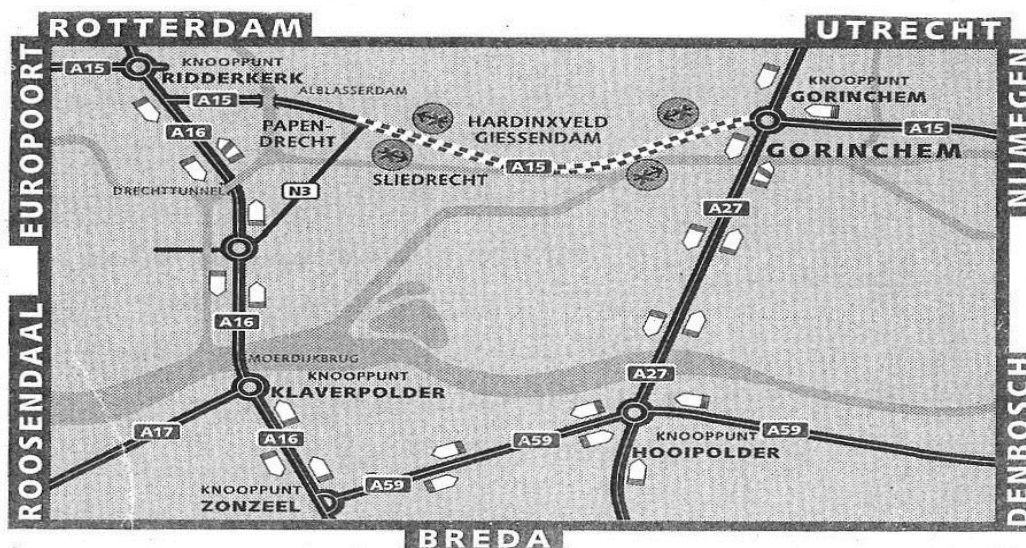 ROTTERDAM
UTRECHT
EUROPOORT
NIJMEGEN
ROOSENDAAL
DENBOSCH
BREDA
A15
KNOOPPUNT
RIDDERKERK
A15
ALBLASSERDAM
A16
PAPEN-
DRECHT
HARDINXVELD
GIESSENDAM
KNOOPPUNT
GORINCHEM
A15
GORINCHEM
A15
SLIEDRECHT
DRECHTTUNNEL
N3
A27
A16
MOERDIJKBRUG
KNOOPPUNT
KLAVERPOLDER
A27
A17
A16
A59
A59
KNOOPPUNT
HOOIPOLDER
KNOOPPUNT
ZONZEEL
A59